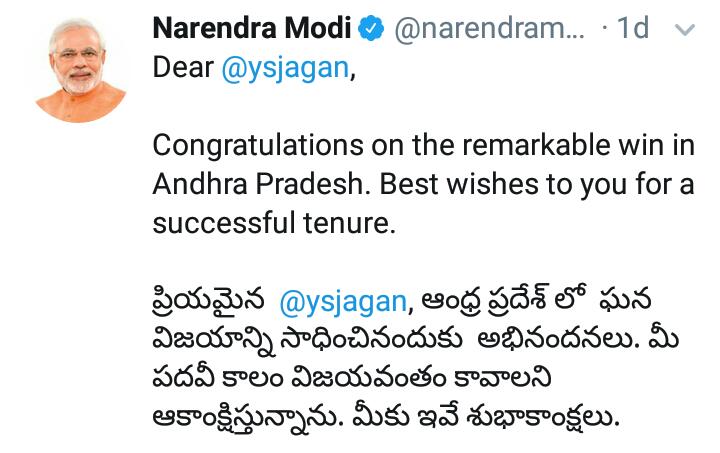 Narendra Modi @narendram... · 1d
Dear @ysjagan,
Congratulations on the remarkable win in
Andhra Pradesh. Best wishes to you for a
successful tenure.
ప్రియమైన @ysjagan, ఆంధ్ర ప్రదేశ్ లో ఘన
విజయాన్ని సాధించినందుకు అభినందనలు. మీ
పదవీ కాలం విజయవంతం కావాలని
ఆకాంక్షిస్తున్నాను. మీకు ఇవే శుభాకాంక్షలు.